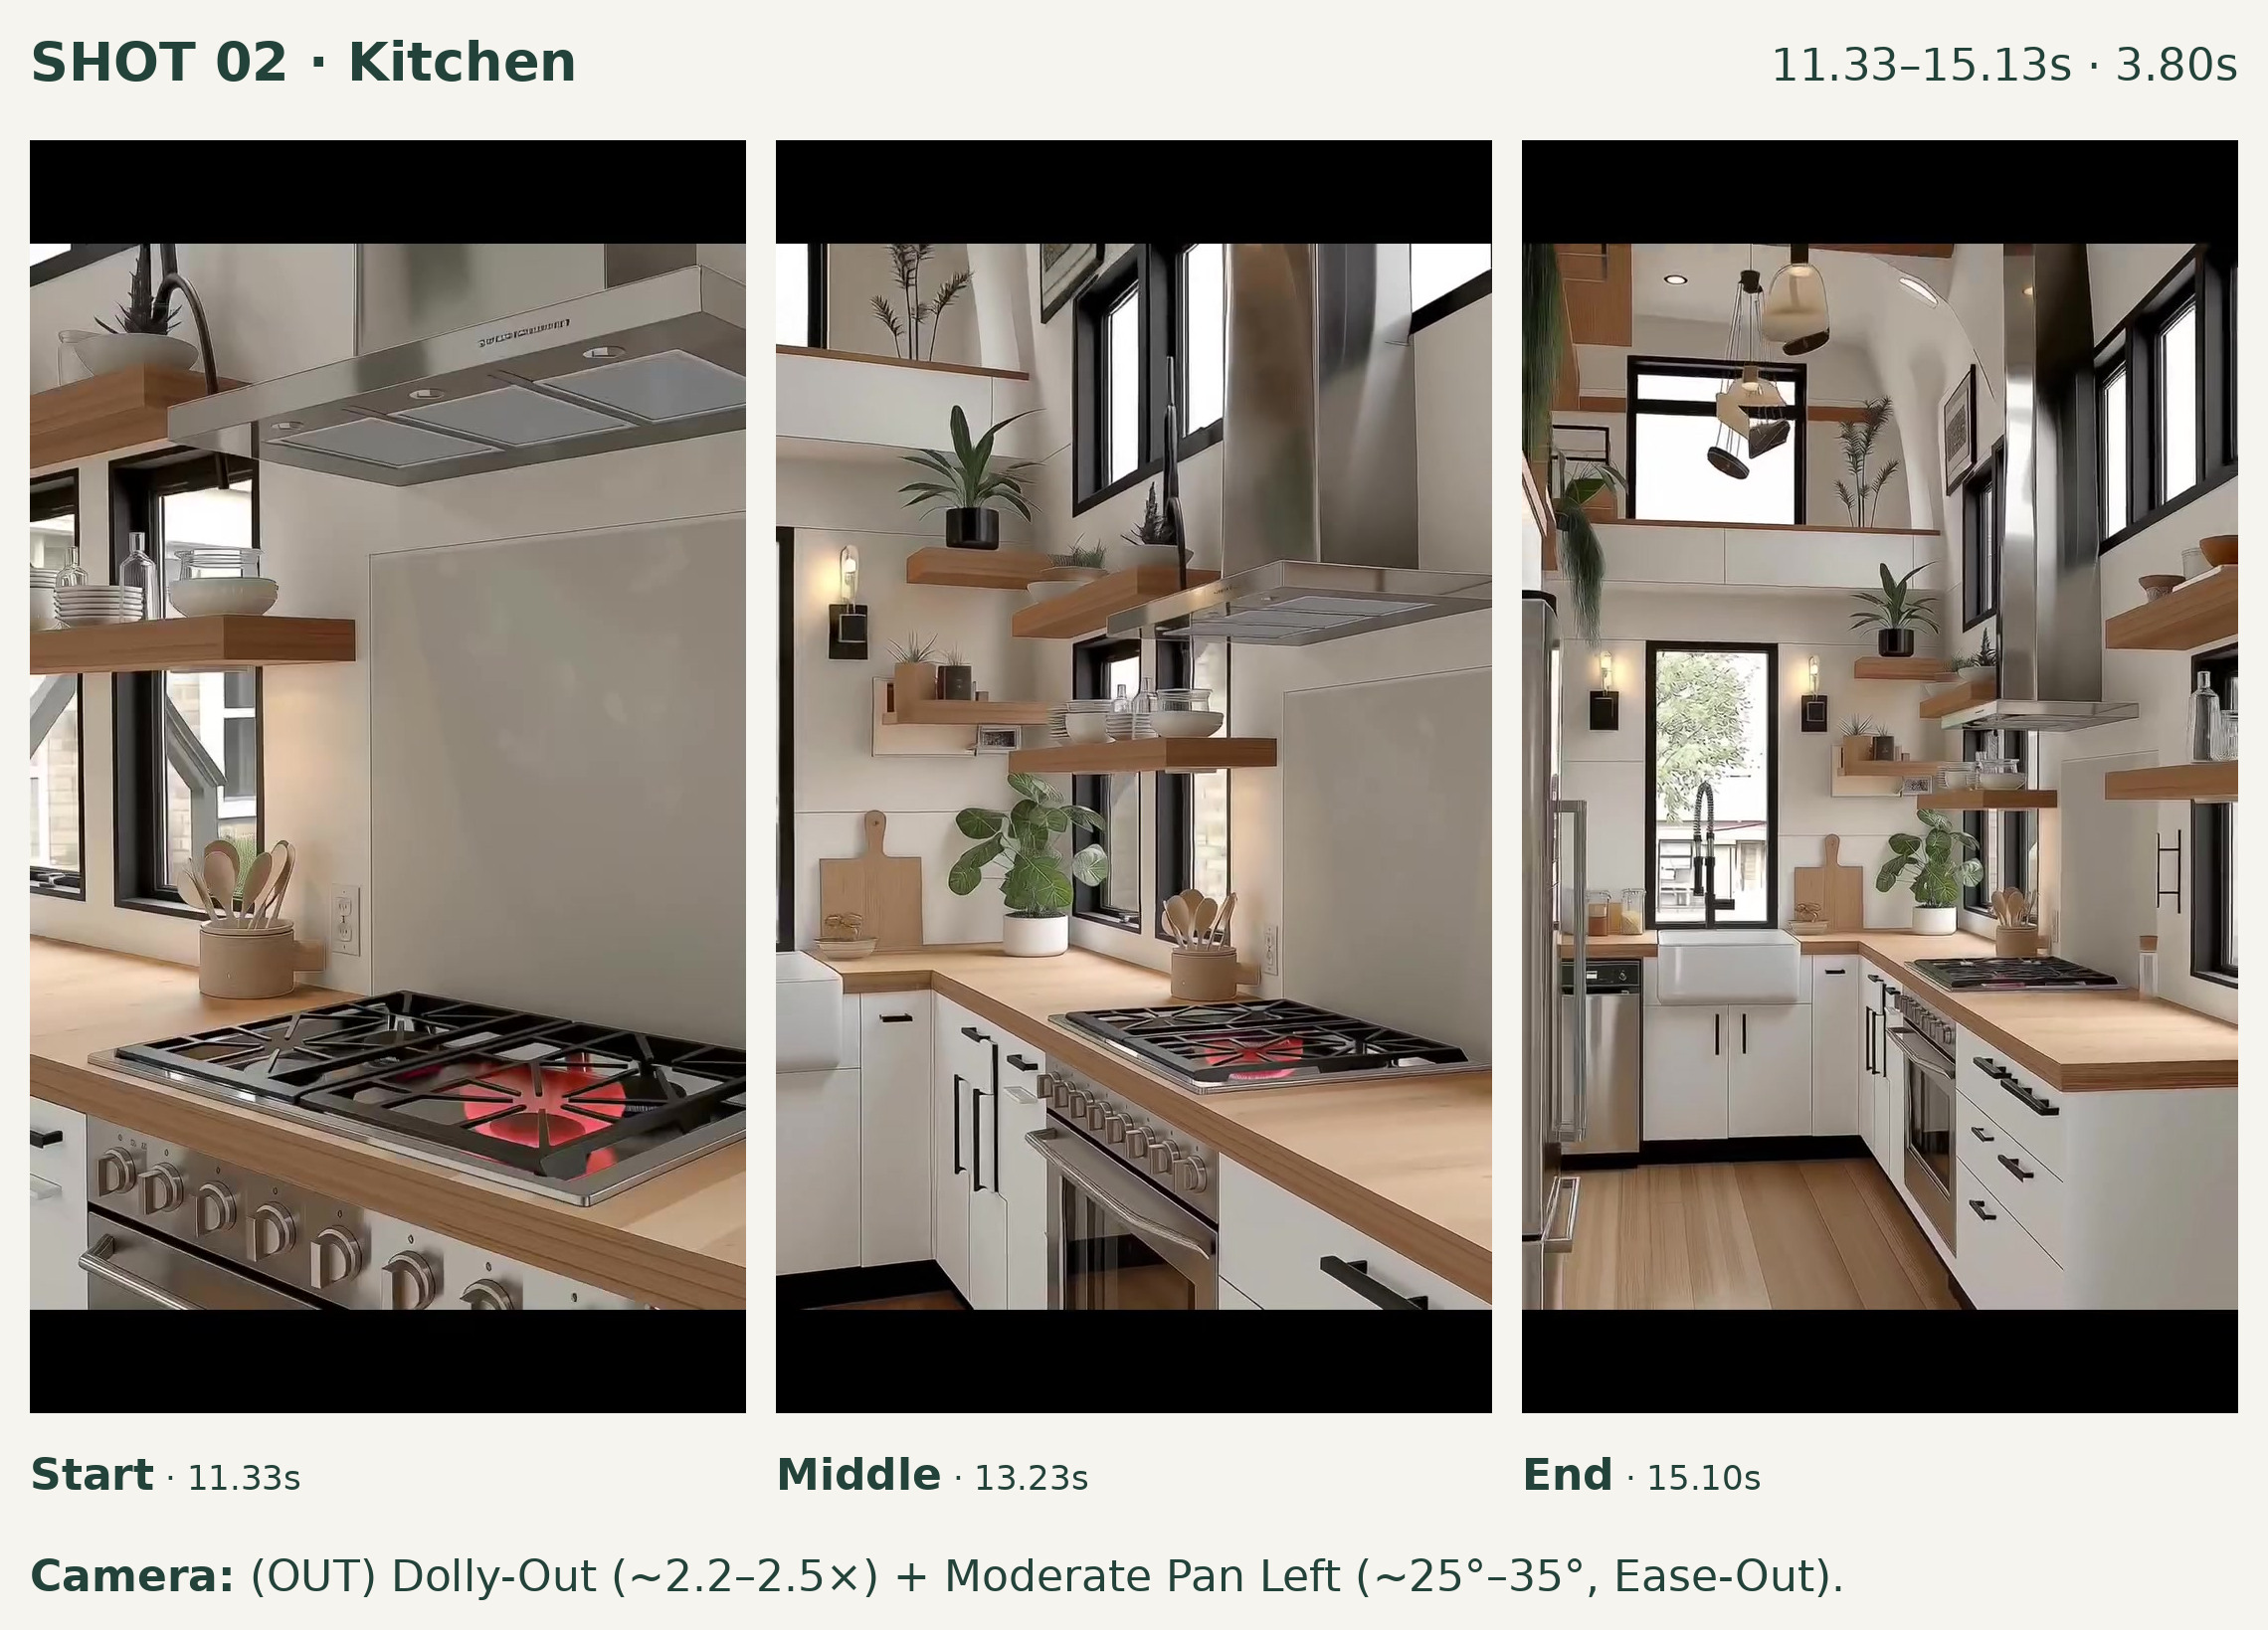 SHOT 02 · Kitchen
11.33–15.13s · 3.80s
Start · 11.33s
Middle · 13.23s
End · 15.10s
Camera: (OUT) Dolly-Out (~2.2–2.5×) + Moderate Pan Left (~25°–35°, Ease-Out).